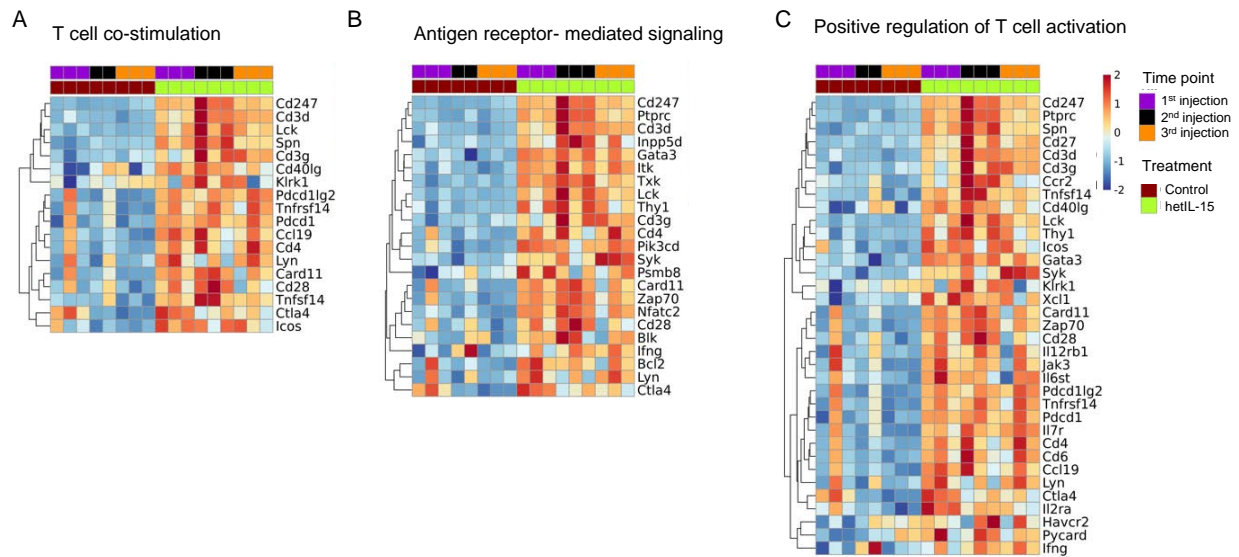 A
T cell co-stimulation
Cd247
Cd3d
Lck
Spn
Cd3g
Cd40lg
Klrk1
Pdcd1lg2
Tnfrsf14
Pdcd1
Ccl19
Cd4
Lyn
Card11
Cd28
Tnfsf14
Ctla4
Icos
B
Antigen receptor- mediated signaling
Cd247
Ptprc
Cd3d
Inpp5d
Gata3
Itk
Txk
Lck
Thy1
Cd3g
Cd4
Pik3cd
Syk
Psmb8
Card11
Zap70
Nfatc2
Cd28
Blk
Ifng
Bcl2
Lyn
Ctla4
C
Positive regulation of T cell activation
Cd247
Ptprc
Spn
Cd27
Cd3d
Cd3g
Ccr2
Tnfsf14
Cd40lg
Lck
Thy1
Icos
Gata3
Syk
Klrk1
Xcl1
Card11
Zap70
Cd28
Il12rb1
Jak3
Il6st
Pdcd1lg2
Tnfrsf14
Pdcd1
Il7r
Cd4
Cd6
Ccl19
Lyn
Ctla4
Il2ra
Havcr2
Pycard
Ifng
2
1
0
-1
-2
Time point
1st injection
2nd injection
3rd injection
Treatment
Control
hetIL-15